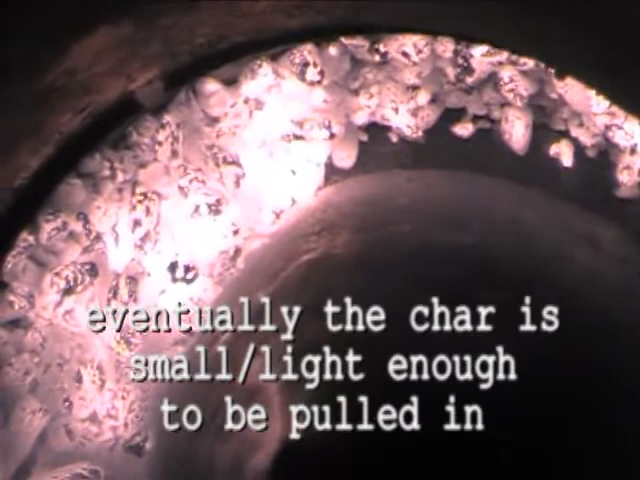 eventually the char is
small/light enough
to be pulled in